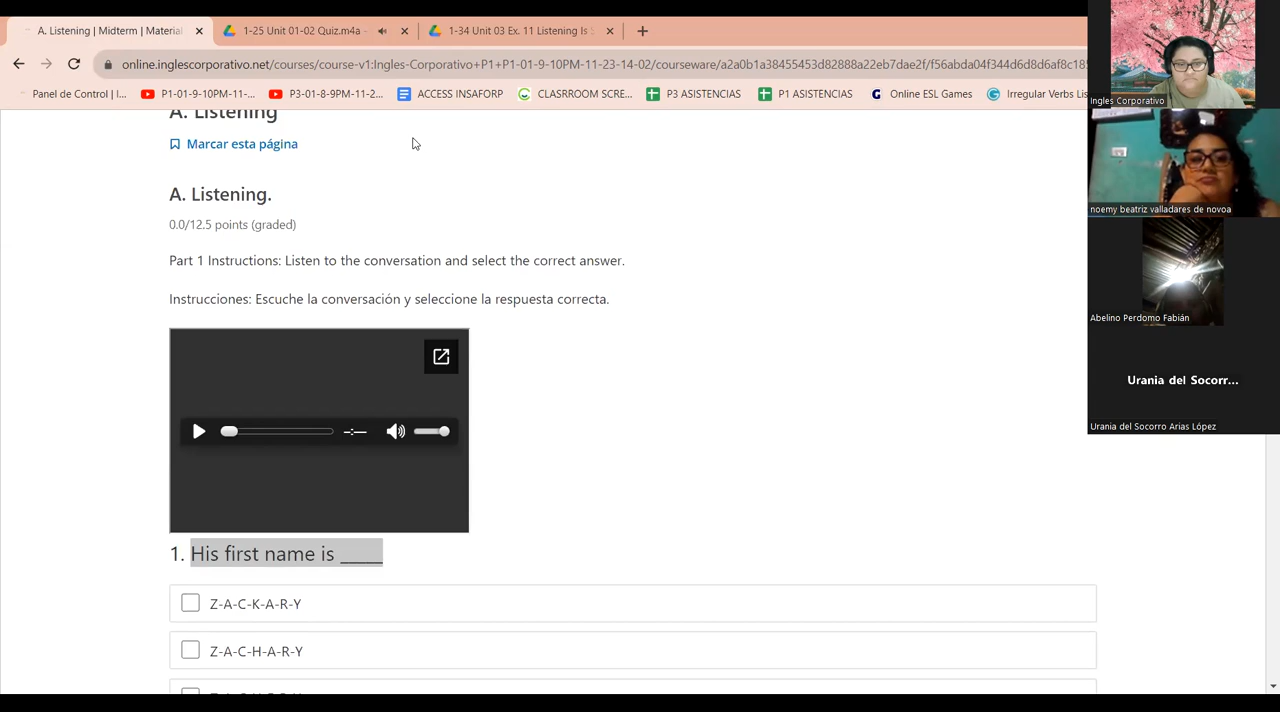 A. Listening | Midterm | Material
1-25 Unit 01-02 Quiz.m4a -
1-34 Unit 03 Ex. 11 Listening Is S
online.inglescorporativo.net/courses/course-v1:Ingles-Corporativo+P1+P1-01-9-10PM-11-23-14-02/courseware/a2a0b1a38455453d82888a22eb7dae2f/f56abda04f344d6d8d6af8c185
Panel de Control | I...
P1-01-9-10PM-11-...
P3-01-8-9PM-11-2...
ACCESS INSAFORP
CLASRROOM SCRE...
P3 ASISTENCIAS
P1 ASISTENCIAS
Online ESL Games
Irregular Verbs Lis
Ingles Corporativo
noemy beatriz valladares de novoa
Abelino Perdomo Fabián
Urania del Socorr...
Urania del Socorro Arias López
A. Listening
Marcar esta página
A. Listening.
0.0/12.5 points (graded)
Part 1 Instructions: Listen to the conversation and select the correct answer.
Instrucciones: Escuche la conversación y seleccione la respuesta correcta.
-:--
1. His first name is _____
Z-A-C-K-A-R-Y
Z-A-C-H-A-R-Y